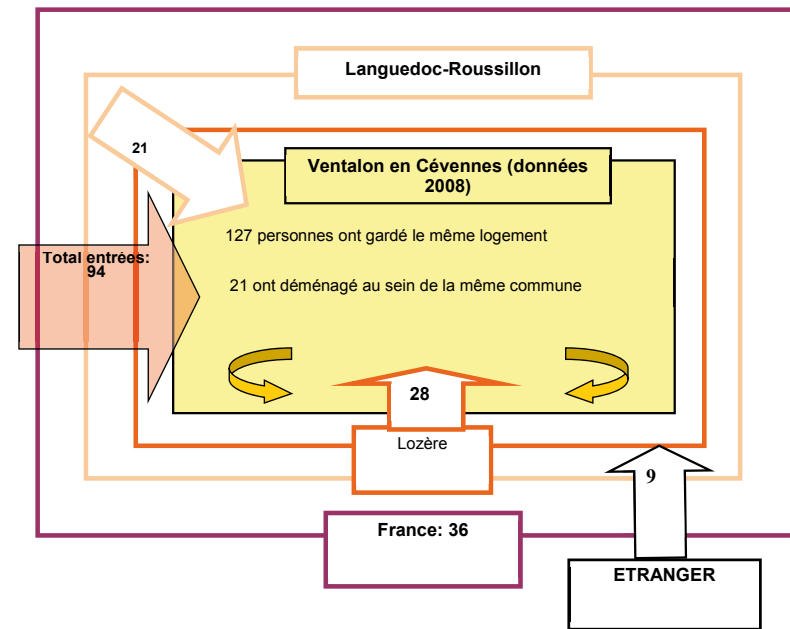 Languedoc-Roussillon
21
Ventalon en Cévennes (données
2008)
127 personnes ont gardé le même logement
Total entrées:
94
21 ont déménagé au sein de la même commune
28
Lozère
9
France: 36
ETRANGER